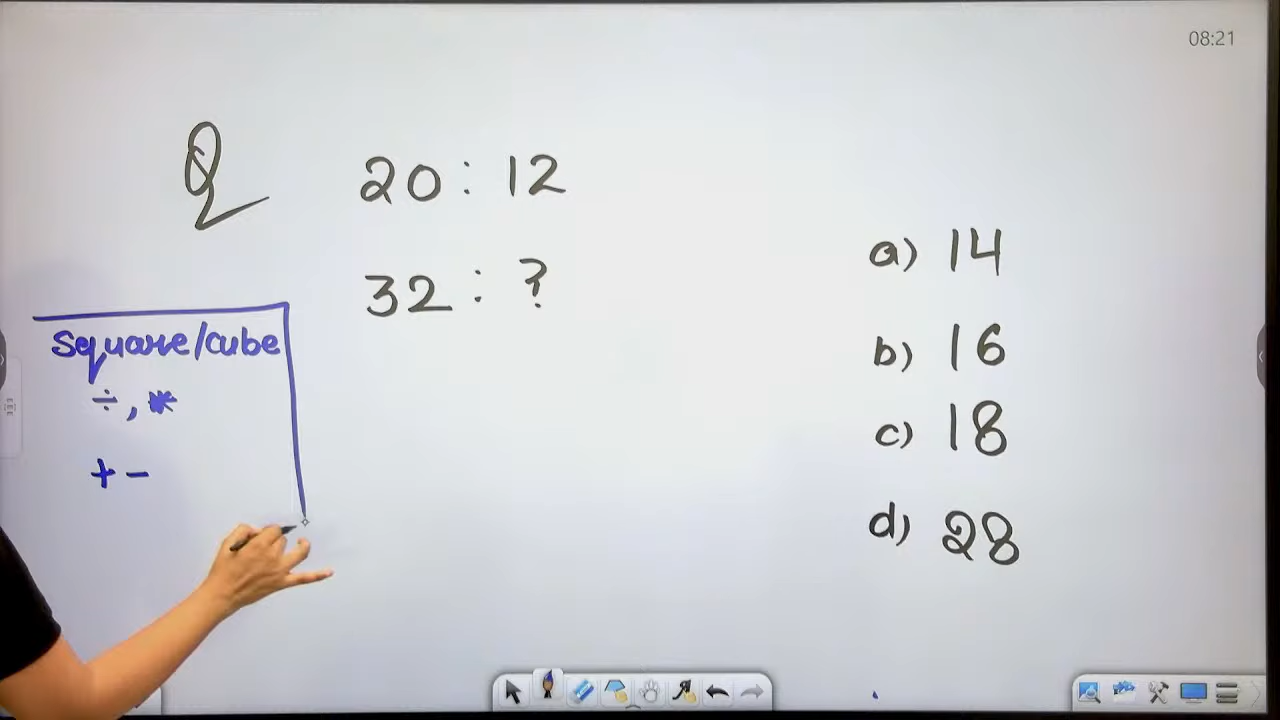 08:21
Q 20 : 12
32 : ?
square/cube
÷, *
+ -
a) 14
b) 16
c) 18
d) 28